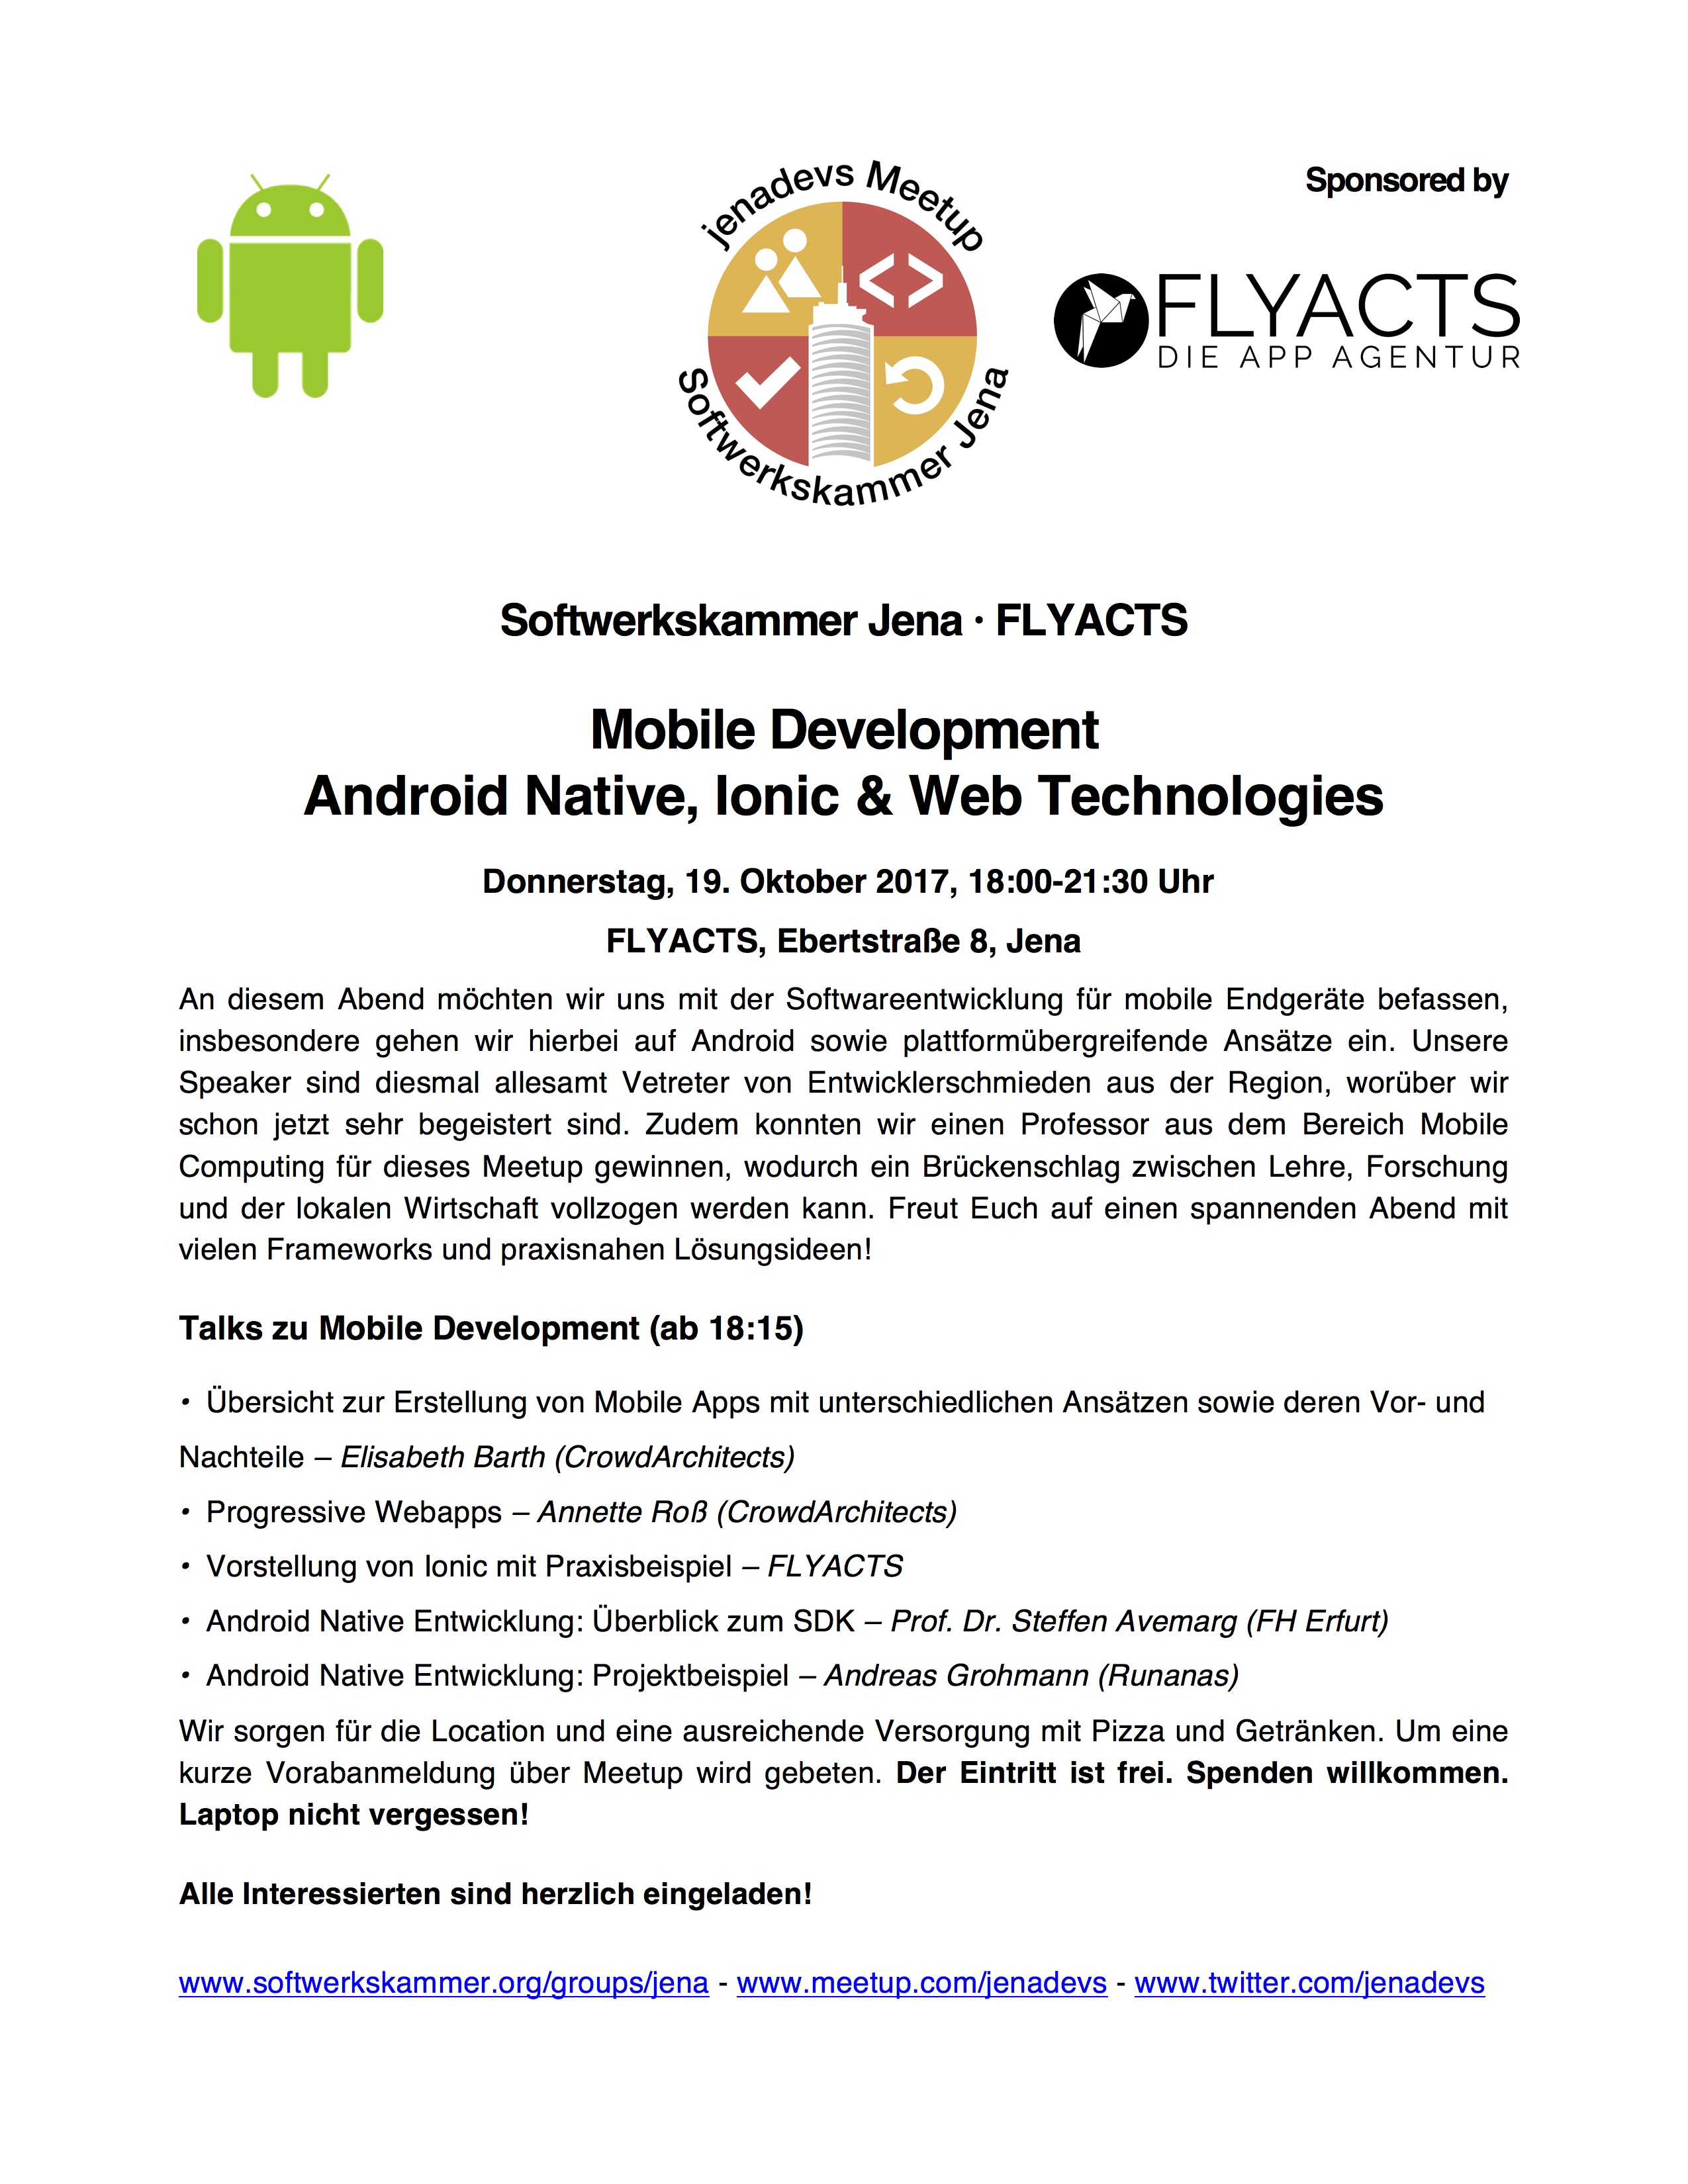 jenadevs Meetup
Softwerkskammer Jena
Sponsored by
FLYACTS
DIE APP AGENTUR
Softwerkskammer Jena · FLYACTS
Mobile Development
Android Native, Ionic & Web Technologies
Donnerstag, 19. Oktober 2017, 18:00-21:30 Uhr
FLYACTS, Ebertstraße 8, Jena
An diesem Abend möchten wir uns mit der Softwareentwicklung für mobile Endgeräte befassen,
insbesondere gehen wir hierbei auf Android sowie plattformübergreifende Ansätze ein. Unsere
Speaker sind diesmal allesamt Vetreter von Entwicklerschmieden aus der Region, worüber wir
schon jetzt sehr begeistert sind. Zudem konnten wir einen Professor aus dem Bereich Mobile
Computing für dieses Meetup gewinnen, wodurch ein Brückenschlag zwischen Lehre, Forschung
und der lokalen Wirtschaft vollzogen werden kann. Freut Euch auf einen spannenden Abend mit
vielen Frameworks und praxisnahen Lösungsideen!
Talks zu Mobile Development (ab 18:15)
• Übersicht zur Erstellung von Mobile Apps mit unterschiedlichen Ansätzen sowie deren Vor- und
Nachteile – Elisabeth Barth (CrowdArchitects)
• Progressive Webapps – Annette Roß (CrowdArchitects)
• Vorstellung von Ionic mit Praxisbeispiel – FLYACTS
• Android Native Entwicklung: Überblick zum SDK – Prof. Dr. Steffen Avemarg (FH Erfurt)
• Android Native Entwicklung: Projektbeispiel – Andreas Grohmann (Runanas)
Wir sorgen für die Location und eine ausreichende Versorgung mit Pizza und Getränken. Um eine
kurze Vorabanmeldung über Meetup wird gebeten. Der Eintritt ist frei. Spenden willkommen.
Laptop nicht vergessen!
Alle Interessierten sind herzlich eingeladen!
www.softwerkskammer.org/groups/jena - www.meetup.com/jenadevs - www.twitter.com/jenadevs